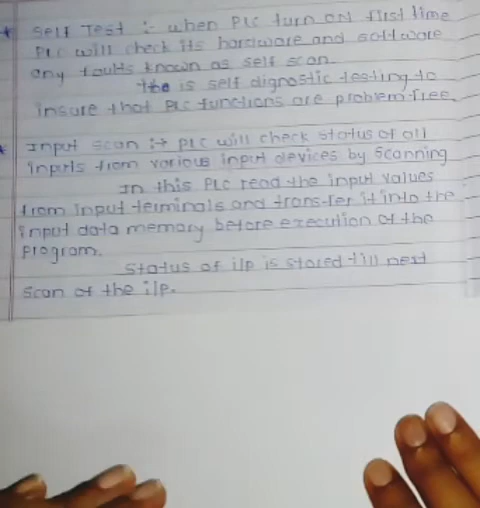 * Self Test :- when PLC turn on first time
PLC will check its hardware and software
any faults known as self scan.
The is self dignostic testing to
insure that PLC functions are problem free.
* Input Scan :- PLC will check status of all
inputs from various input devices by scanning
In this PLC read the input values
from input terminals and transfer it into the
input data memory before execution of the
program.
status of i/p is stored till next
scan of the i/p.